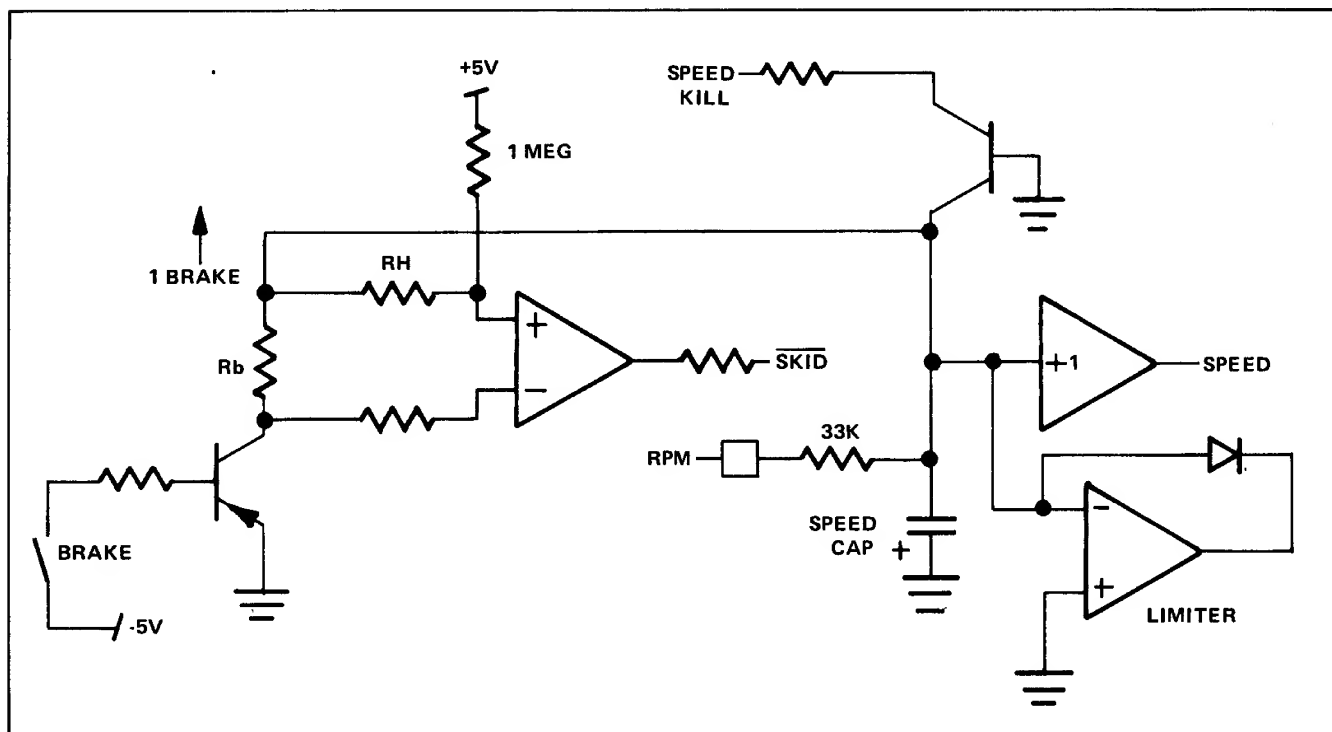 +5V
1 MEG
SPEED
KILL
1 BRAKE
RH
Rb
+
−
SKID
BRAKE
-5V
RPM
33K
SPEED
CAP
+
+1
SPEED
−
+
LIMITER